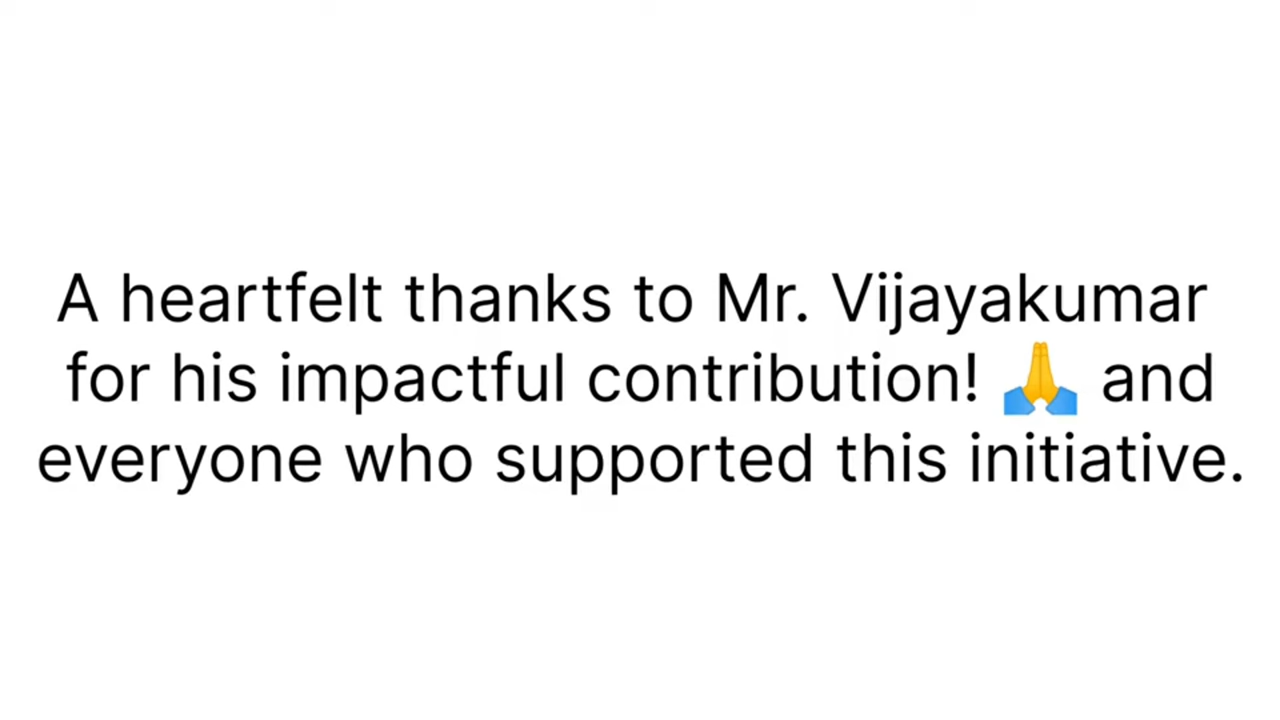 A heartfelt thanks to Mr. Vijayakumar
for his impactful contribution! 🙏 and
everyone who supported this initiative.